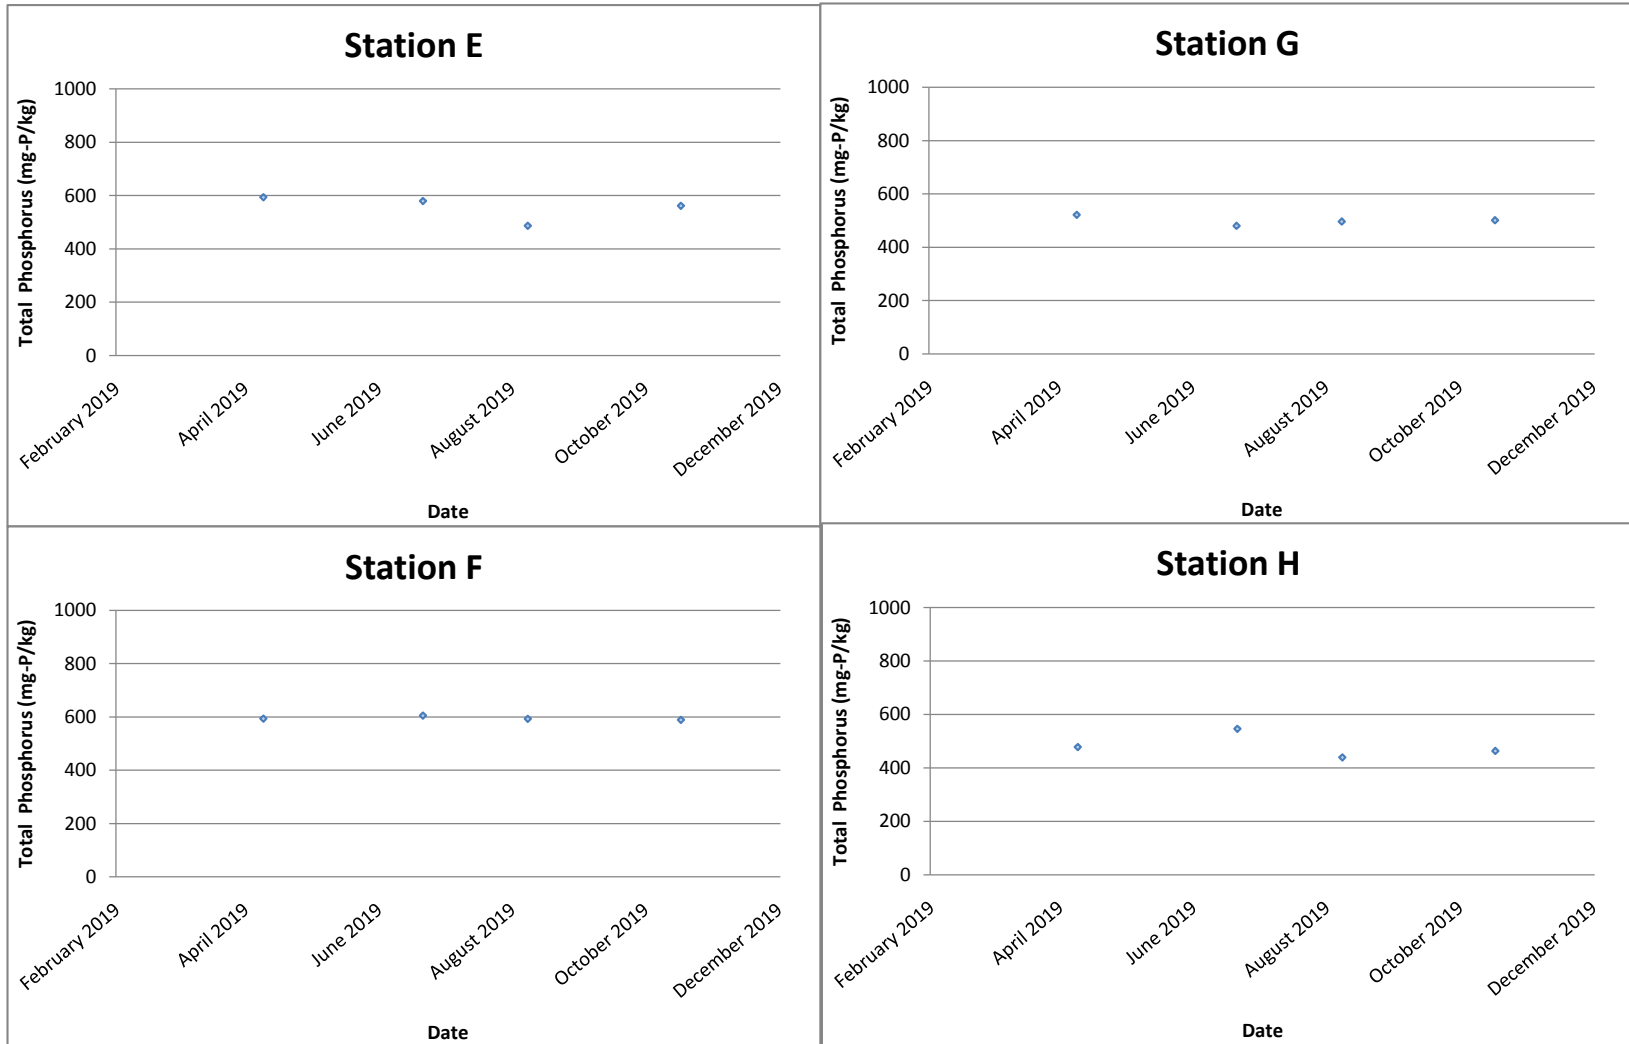 Station E
Total Phosphorus (mg-P/kg)
1000
800
600
400
200
0
February 2019
April 2019
June 2019
August 2019
October 2019
December 2019
Date
Station G
Total Phosphorus (mg-P/kg)
1000
800
600
400
200
0
February 2019
April 2019
June 2019
August 2019
October 2019
December 2019
Date
Station F
Total Phosphorus (mg-P/kg)
1000
800
600
400
200
0
February 2019
April 2019
June 2019
August 2019
October 2019
December 2019
Date
Station H
Total Phosphorus (mg-P/kg)
1000
800
600
400
200
0
February 2019
April 2019
June 2019
August 2019
October 2019
December 2019
Date